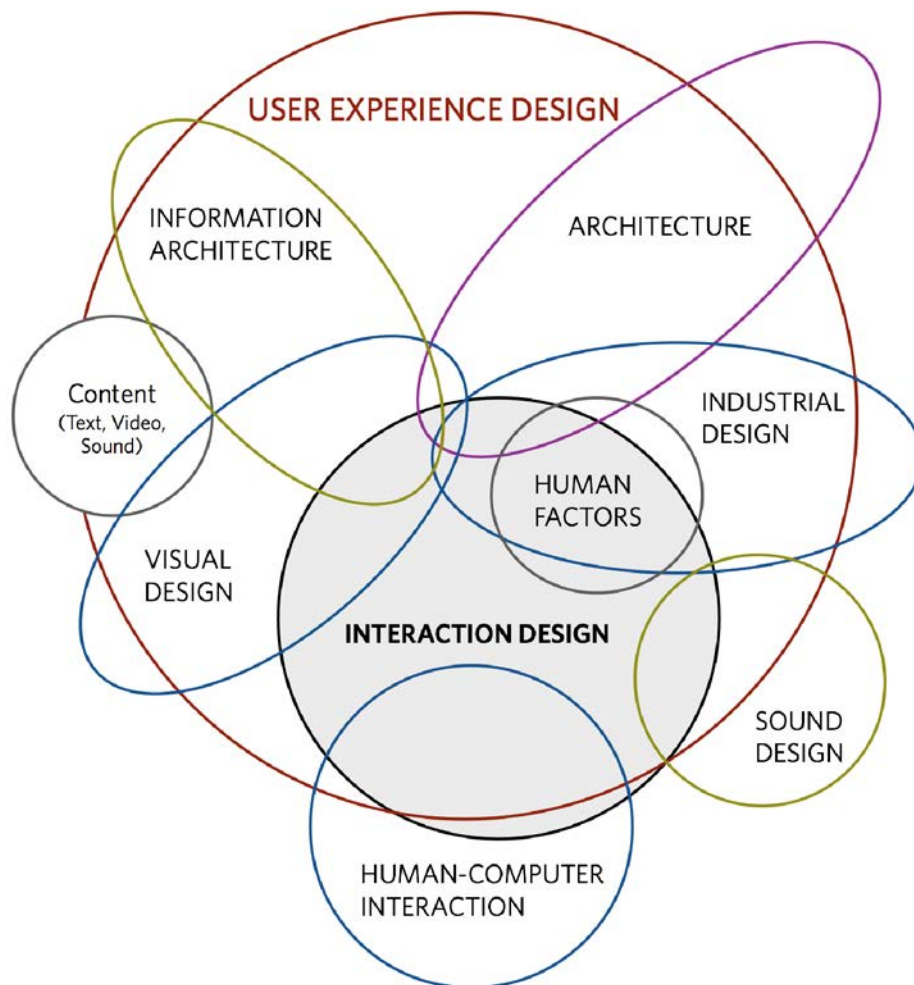 USER EXPERIENCE DESIGN
INFORMATION
ARCHITECTURE
ARCHITECTURE
Content
(Text, Video,
Sound)
INDUSTRIAL
DESIGN
HUMAN
FACTORS
VISUAL
DESIGN
INTERACTION DESIGN
SOUND
DESIGN
HUMAN-COMPUTER
INTERACTION